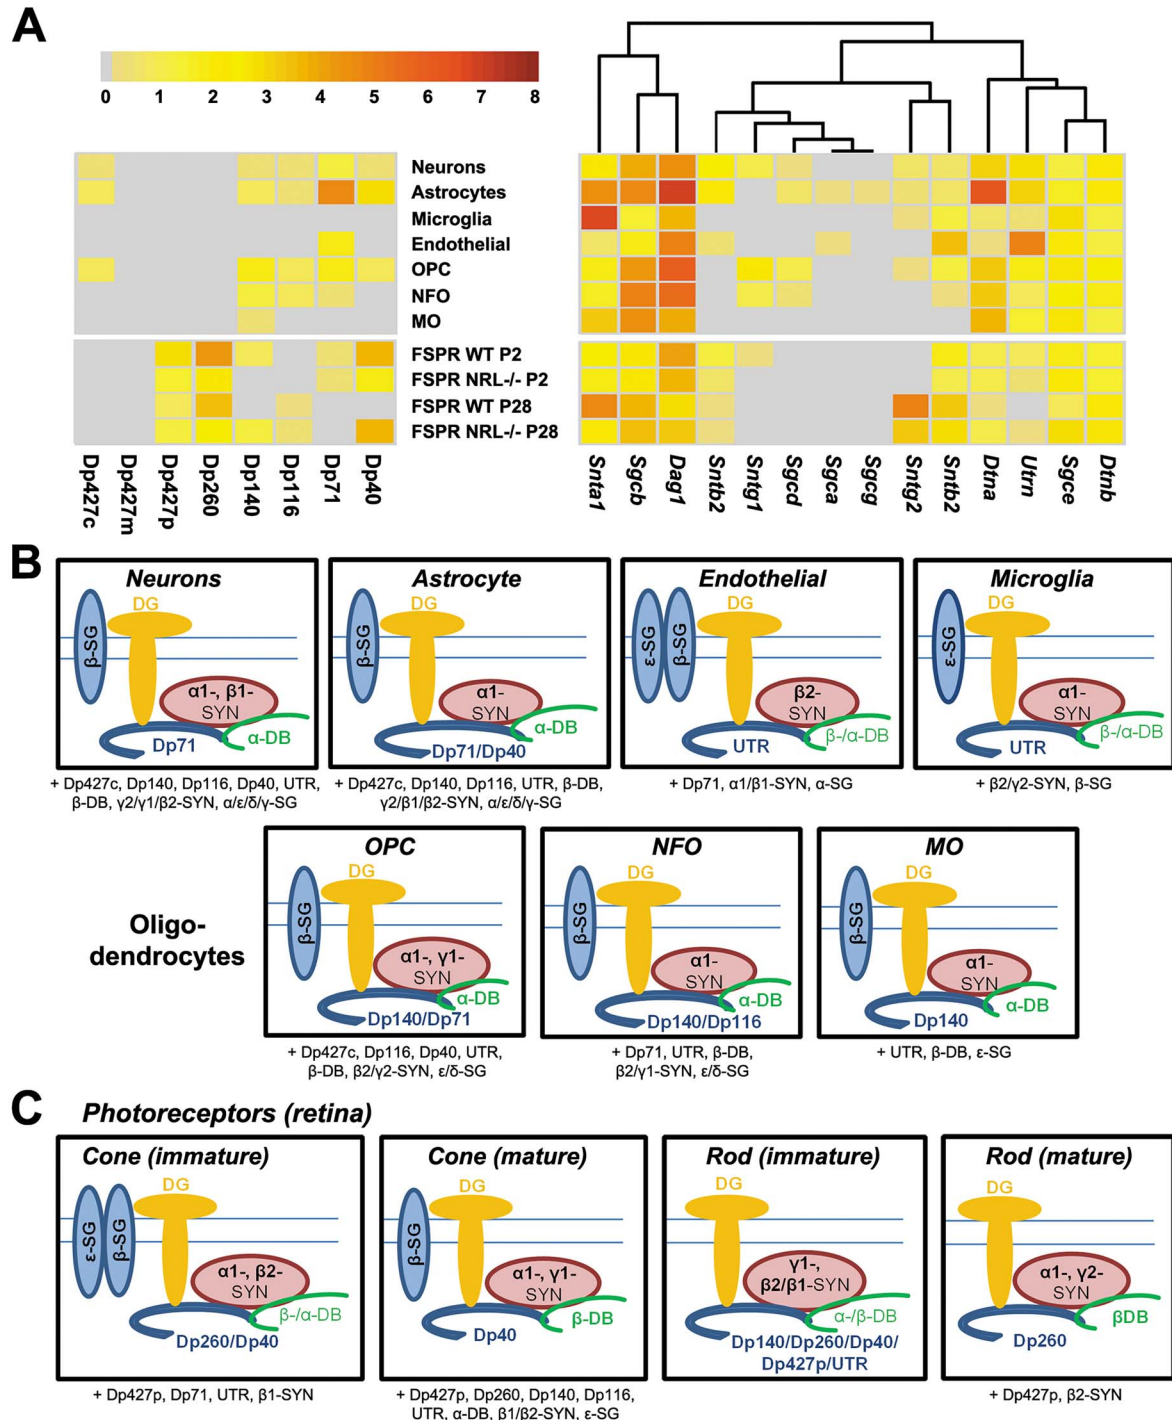 A
0 1 2 3 4 5 6 7 8
Neurons
Astrocytes
Microglia
Endothelial
OPC
NFO
MO
FSPR WT P2
FSPR NRL-/- P2
FSPR WT P28
FSPR NRL-/- P28
Dp427c
Dp427m
Dp427p
Dp260
Dp140
Dp116
Dp71
Dp40
Snta1
Sgcb
Dag1
Sntb2
Sntg1
Sgcd
Sgca
Sgcg
Sntg2
Sntb2
Dtna
Utrn
Sgce
Dtnb
B
Neurons
β-SG
DG
α1-, β1-
SYN
α-DB
Dp71
+ Dp427c, Dp140, Dp116, Dp40, UTR,
β-DB, γ2/γ1/β2-SYN, α/ε/δ/γ-SG
Astrocyte
β-SG
DG
α1-
SYN
α-DB
Dp71/Dp40
+ Dp427c, Dp140, Dp116, UTR, β-DB,
γ2/β1/β2-SYN, α/ε/δ/γ-SG
Endothelial
ε-SG
β-SG
DG
β2-
SYN
β-/α-DB
UTR
+ Dp71, α1/β1-SYN, α-SG
Microglia
ε-SG
DG
α1-
SYN
β-/α-DB
UTR
+ β2/γ2-SYN, β-SG
Oligo-
dendrocytes
OPC
β-SG
DG
α1-, γ1-
SYN
α-DB
Dp140/Dp71
+ Dp427c, Dp116, Dp40, UTR,
β-DB, β2/γ2-SYN, ε/δ-SG
NFO
β-SG
DG
α1-
SYN
α-DB
Dp140/Dp116
+ Dp71, UTR, β-DB,
β2/γ1-SYN, ε/δ-SG
MO
β-SG
DG
α1-
SYN
α-DB
Dp140
+ UTR, β-DB, ε-SG
C
Photoreceptors (retina)
Cone (immature)
ε-SG
β-SG
DG
α1-, β2-
SYN
β-/α-DB
Dp260/Dp40
+ Dp427p, Dp71, UTR, β1-SYN
Cone (mature)
β-SG
DG
α1-, γ1-
SYN
β-DB
Dp40
+ Dp427p, Dp260, Dp140, Dp116,
UTR, α-DB, β1/β2-SYN, ε-SG
Rod (immature)
DG
γ1-,
β2/β1-SYN
α-/β-DB
Dp140/Dp260/Dp40/
Dp427p/UTR
Rod (mature)
DG
α1-, γ2-
SYN
βDB
Dp260
+ Dp427p, β2-SYN